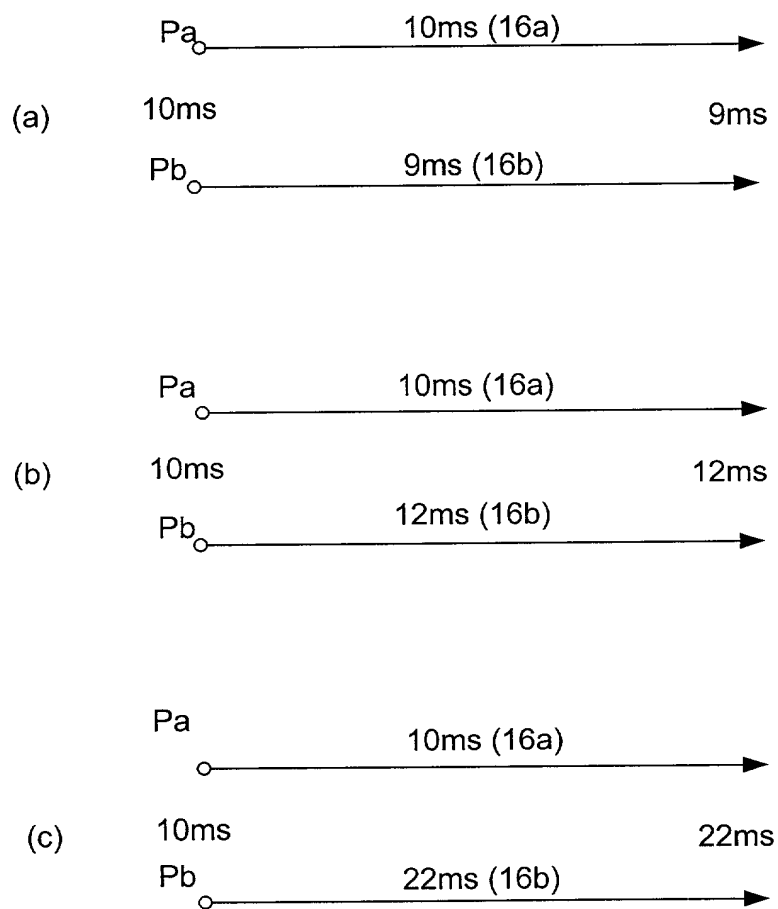 Pa 10ms (16a)
(a) 10ms 9ms
Pb 9ms (16b)
Pa 10ms (16a)
(b) 10ms 12ms
Pb 12ms (16b)
Pa 10ms (16a)
(c) 10ms 22ms
Pb 22ms (16b)